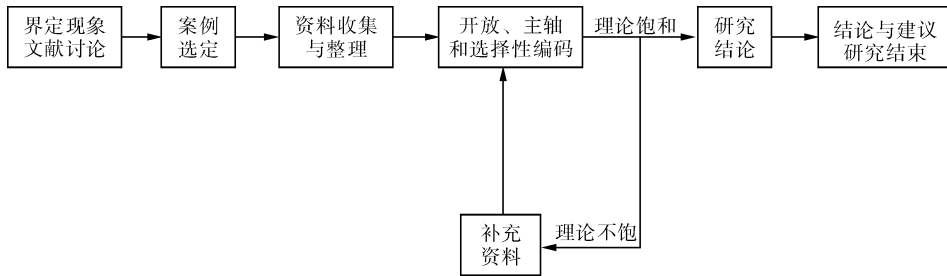 界定现象
文献讨论
案例
选定
资料收集
与整理
开放、主轴
和选择性编码
理论饱和
研究
结论
结论与建议
研究结束
补充
资料
理论不饱